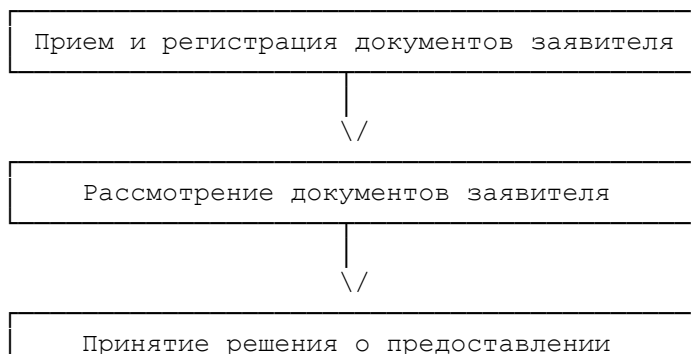 Прием и регистрация документов заявителя
\/
Рассмотрение документов заявителя
\/
Принятие решения о предоставлении